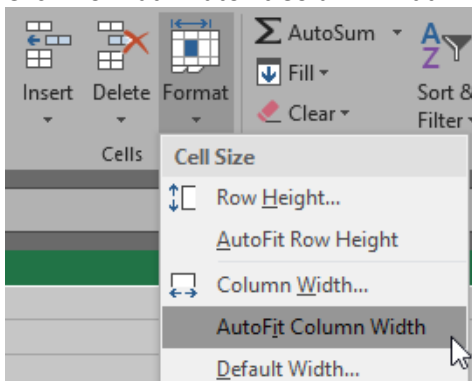 AutoSum
Fill
Insert Delete Format
Sort &
Clear
Filter
Cells
Cell Size
Row Height...
AutoFit Row Height
Column Width...
AutoFit Column Width
Default Width...